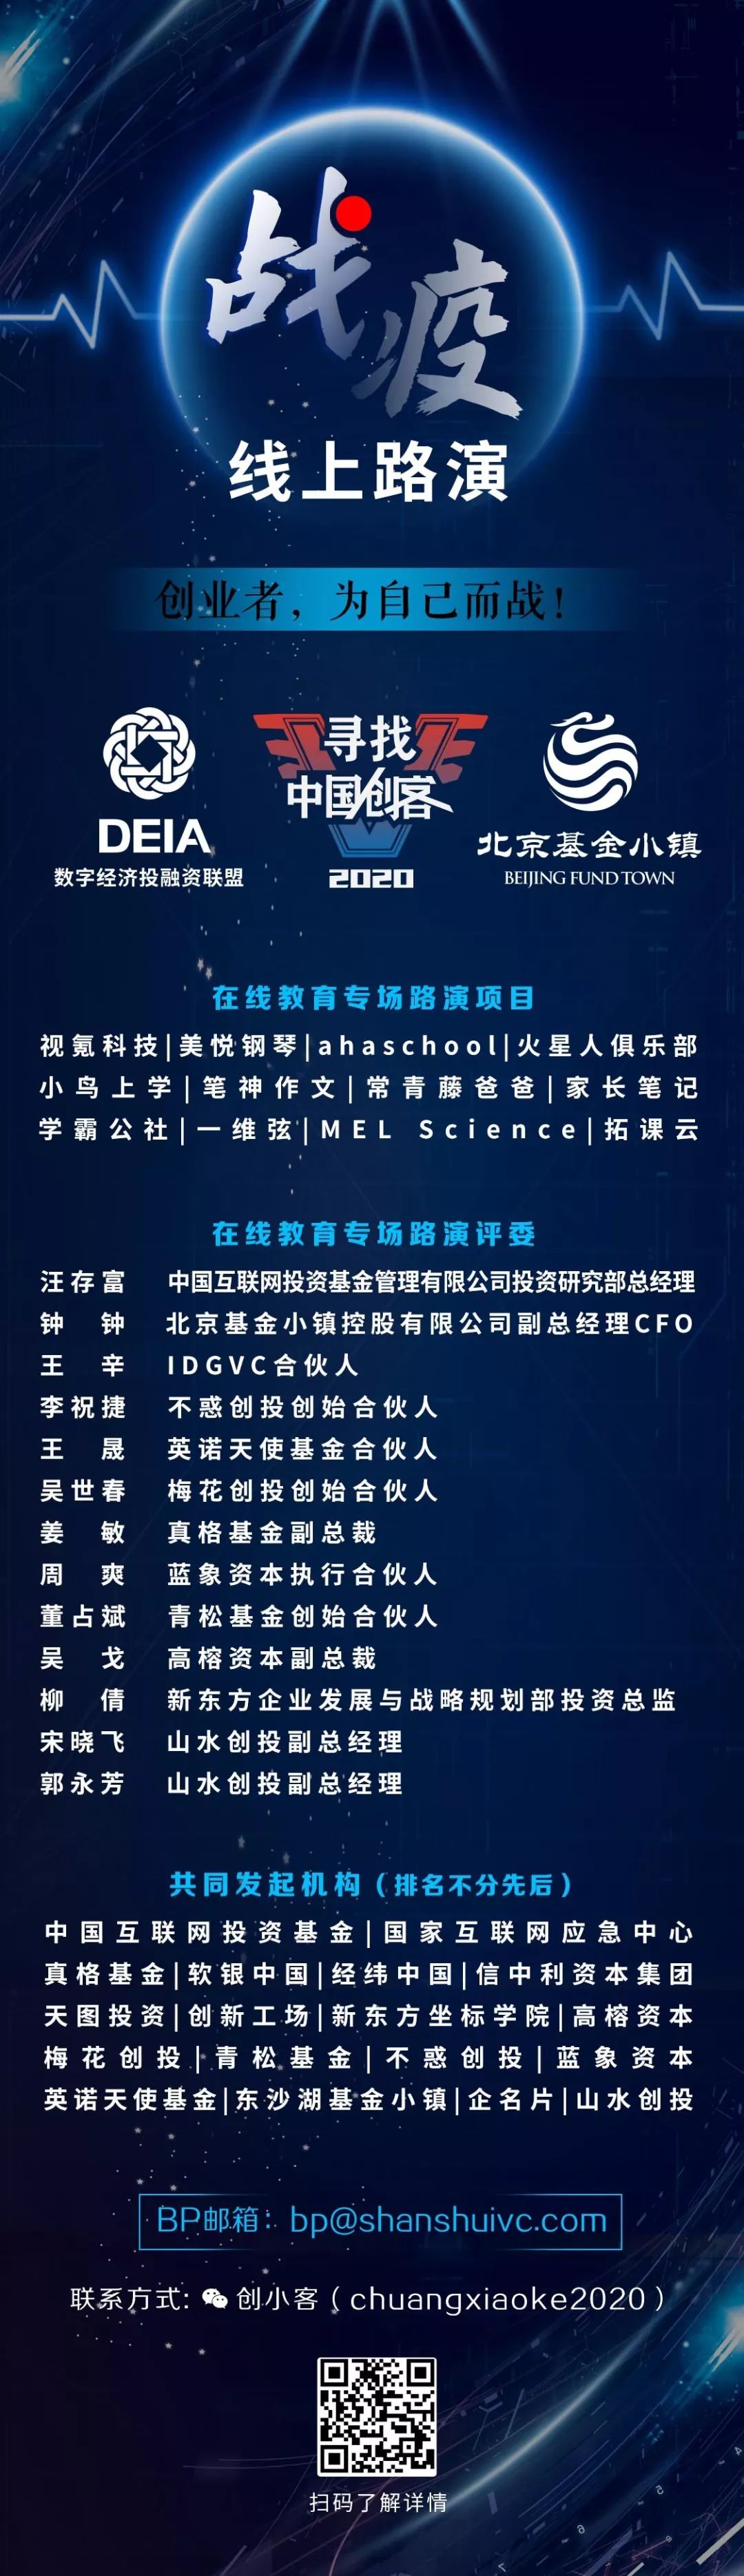 战疫
线上路演
创业者，为自己而战！
寻找
中国创客
DEIA
数字经济投融资联盟
2020
北京基金小镇
BEIJING FUND TOWN
在线教育专场路演项目
视氪科技|美悦钢琴|ahaschool|火星人俱乐部
小鸟上学|笔神作文|常青藤爸爸|家长笔记
学霸公社|一维弦|MEL Science|拓课云
在线教育专场路演评委
汪存富 中国互联网投资基金管理有限公司投资研究部总经理
钟钟 北京基金小镇控股有限公司副总经理CFO
王辛 IDGVC合伙人
李祝捷 不惑创投创始合伙人
王晟 英诺天使基金合伙人
吴世春 梅花创投创始合伙人
姜敏 真格基金副总裁
周爽 蓝象资本执行合伙人
董占斌 青松基金创始合伙人
吴戈 高榕资本副总裁
柳倩 新东方企业发展与战略规划部投资总监
宋晓飞 山水创投副总经理
郭永芳 山水创投副总经理
共同发起机构（排名不分先后）
中国互联网投资基金|国家互联网应急中心
真格基金|软银中国|经纬中国|信中利资本集团
天图投资|创新工场|新东方坐标学院|高榕资本
梅花创投|青松基金|不惑创投|蓝象资本
英诺天使基金|东沙湖基金小镇|企名片|山水创投
BP邮箱：bp@shanshuivc.com
联系方式: 创小客（chuangxiaoke2020）
扫码了解详情